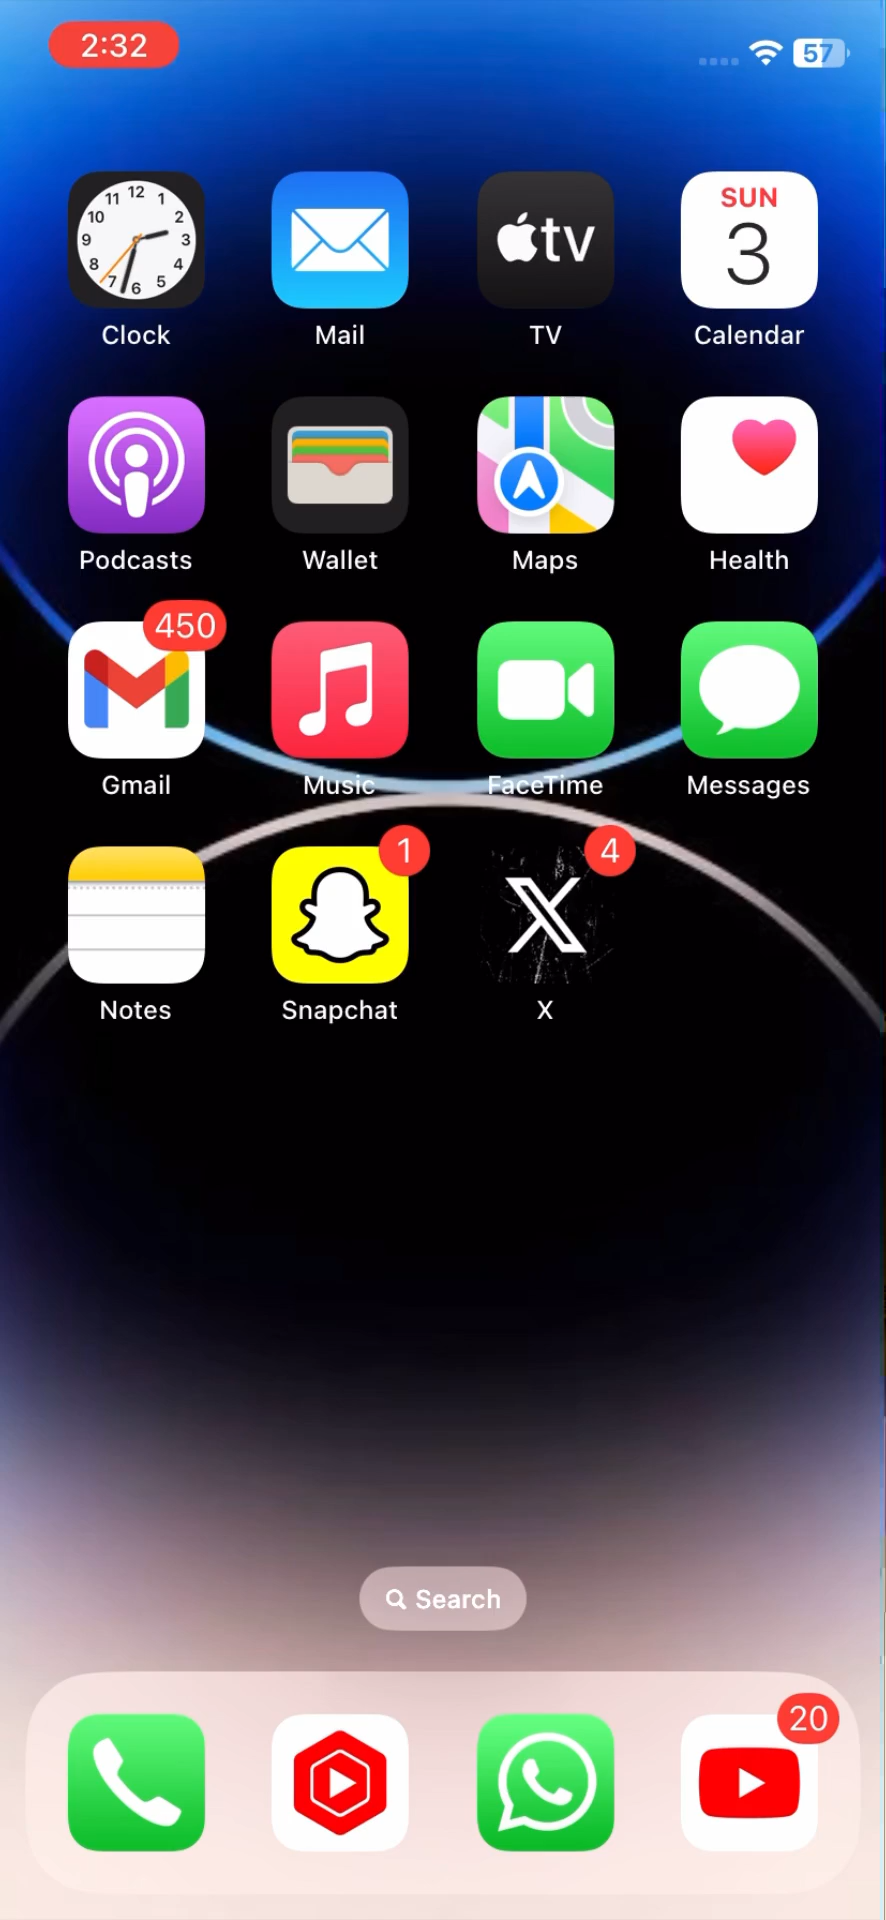 2:32
57
12
11 1
10 2
9 3
8 4
7 5
6
tv
SUN
3
Clock Mail TV Calendar
Podcasts Wallet Maps Health
450
Gmail Music FaceTime Messages
1 4
X
Notes Snapchat X
Search
20